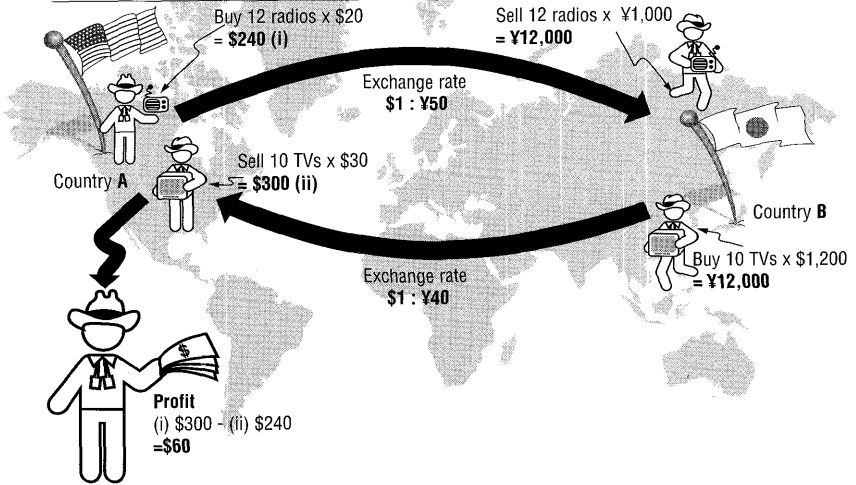 Buy 12 radios x $20
= $240 (i)
Sell 12 radios x ¥1,000
= ¥12,000
Exchange rate
$1 : ¥50
Country A
Sell 10 TVs x $30
= $300 (ii)
Country B
Buy 10 TVs x $1,200
= ¥12,000
Exchange rate
$1 : ¥40
$
Profit
(i) $300 - (ii) $240
=$60